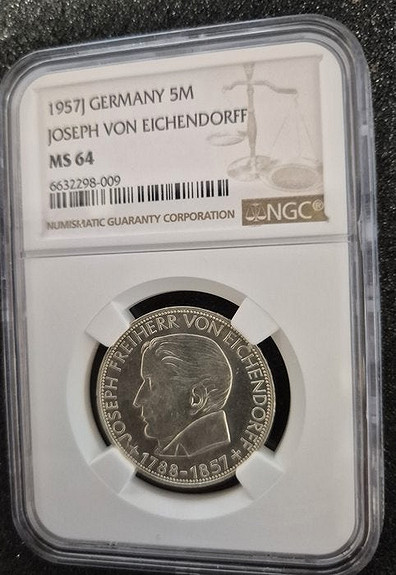 1957J GERMANY 5M
JOSEPH VON EICHENDORFF
MS 64
6632298-009
NUMISMATIC GUARANTY CORPORATION
NGC®
JOSEPH FREIHERR VON EICHENDORFF
+ 1788-1857 +